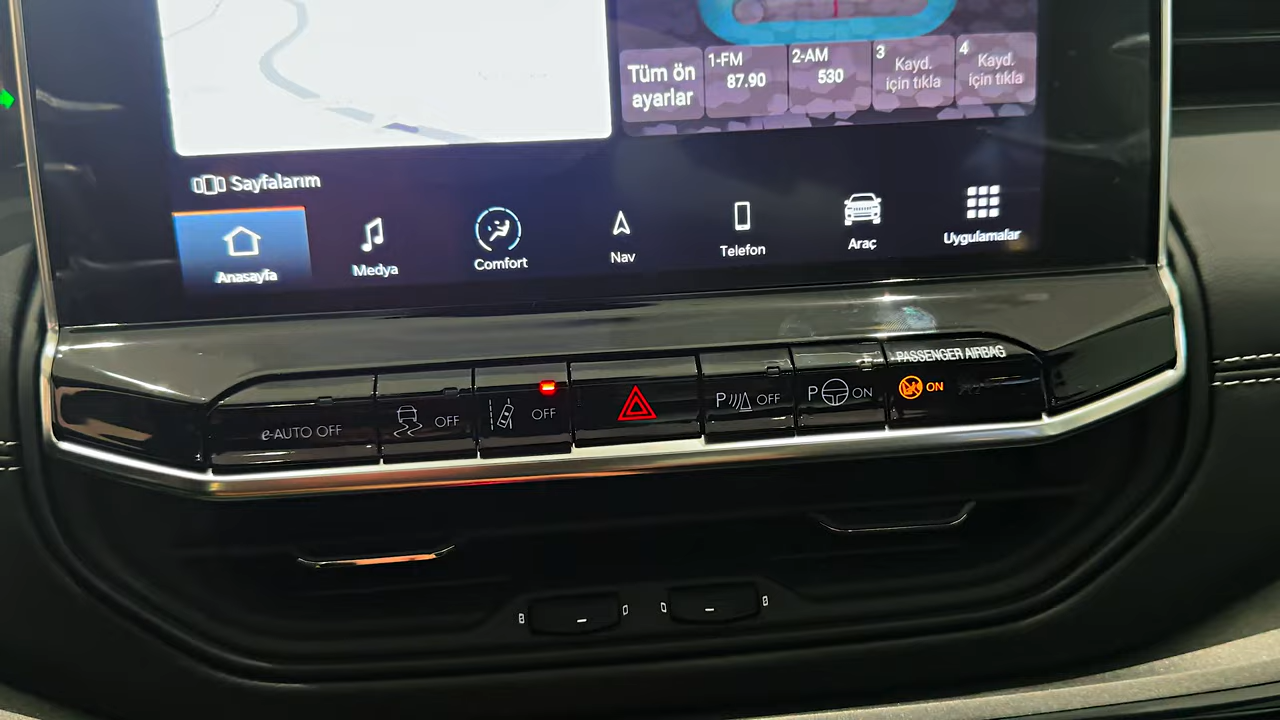 Tüm ön
ayarlar
1-FM
87.90
2-AM
530
3
Kayd.
için tıkla
4
Kayd.
için tıkla
Sayfalarım
Anasayfa
Medya
Comfort
Nav
Telefon
Araç
Uygulamalar
PASSENGER AIRBAG
e-AUTO OFF
OFF
OFF
P OFF
P ON
ON